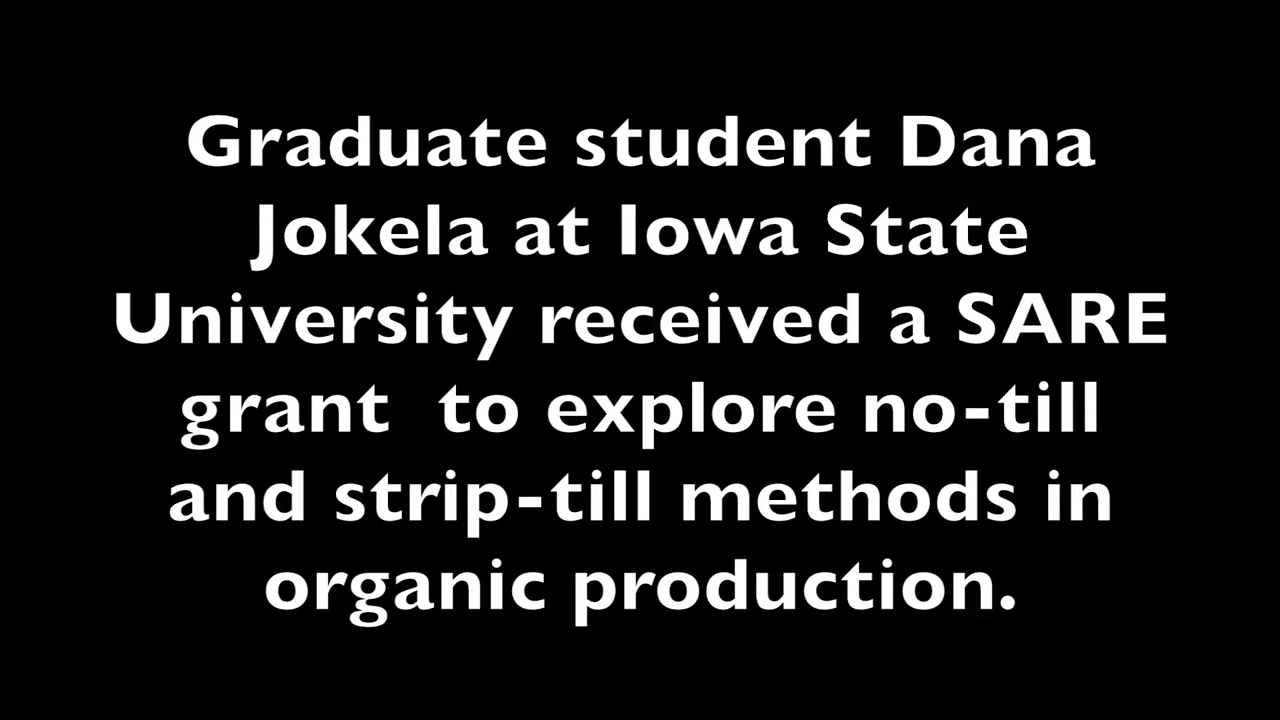 Graduate student Dana
Jokela at Iowa State
University received a SARE
grant  to explore no-till
and strip-till methods in
organic production.